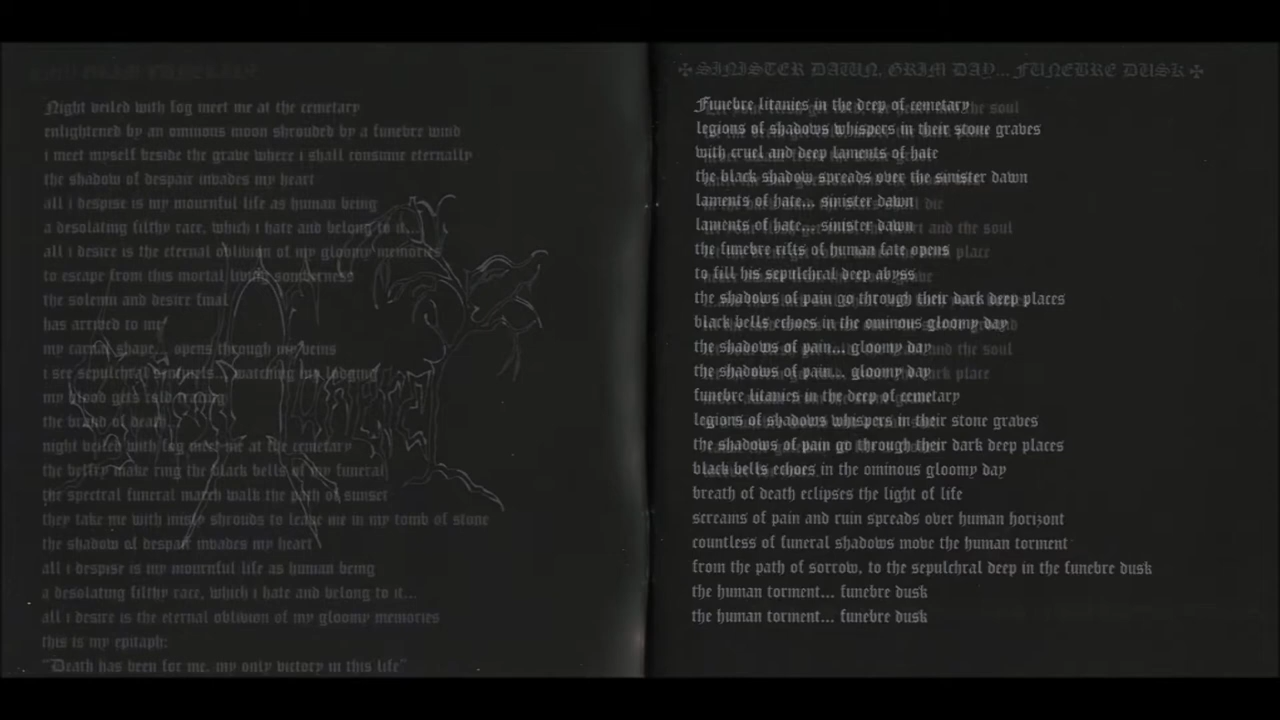 GRIM FUNERALS
Night veiled with fog meet me at the cemetary
enlightened by an ominous moon shrouded by a funebre wind
i meet myself beside the grave where i shall consume eternally
the shadow of despair invades my heart
all i despise is my mournful life as human being
a desolating filthy race, which i hate and belong to it...
all i desire is the eternal oblivion of my gloomy memories
to escape from this mortal living somberness
the solemn and desire final
has arrived to me
my carnal shape... opens through my veins
i see sepulchral sentinels... watching my lodging
my blood gets cold tracing
the brand of death...
night veiled with fog meet me at the cemetary
the belfry make ring the black bells of my funeral
the spectral funeral march walk the path of sunset
they take me with misty shrouds to leave me in my tomb of stone
the shadow of despair invades my heart
all i despise is my mournful life as human being
a desolating filthy race, which i hate and belong to it...
all i desire is the eternal oblivion of my gloomy memories
this is my epitaph:
"Death has been for me, my only victory in this life"
SINISTER DAWN, GRIM DAY... FUNEBRE DUSK
Funebre litanies in the deep of cemetary
legions of shadows whispers in their stone graves
with cruel and deep laments of hate
the black shadow spreads over the sinister dawn
laments of hate... sinister dawn
laments of hate... sinister dawn
the funebre rifts of human fate opens
to fill his sepulchral deep abyss
the shadows of pain go through their dark deep places
black bells echoes in the ominous gloomy day
the shadows of pain... gloomy day
the shadows of pain... gloomy day
funebre litanies in the deep of cemetary
legions of shadows whispers in their stone graves
the shadows of pain go through their dark deep places
black bells echoes in the ominous gloomy day
breath of death eclipses the light of life
screams of pain and ruin spreads over human horizont
countless of funeral shadows move the human torment
from the path of sorrow, to the sepulchral deep in the funebre dusk
the human torment... funebre dusk
the human torment... funebre dusk